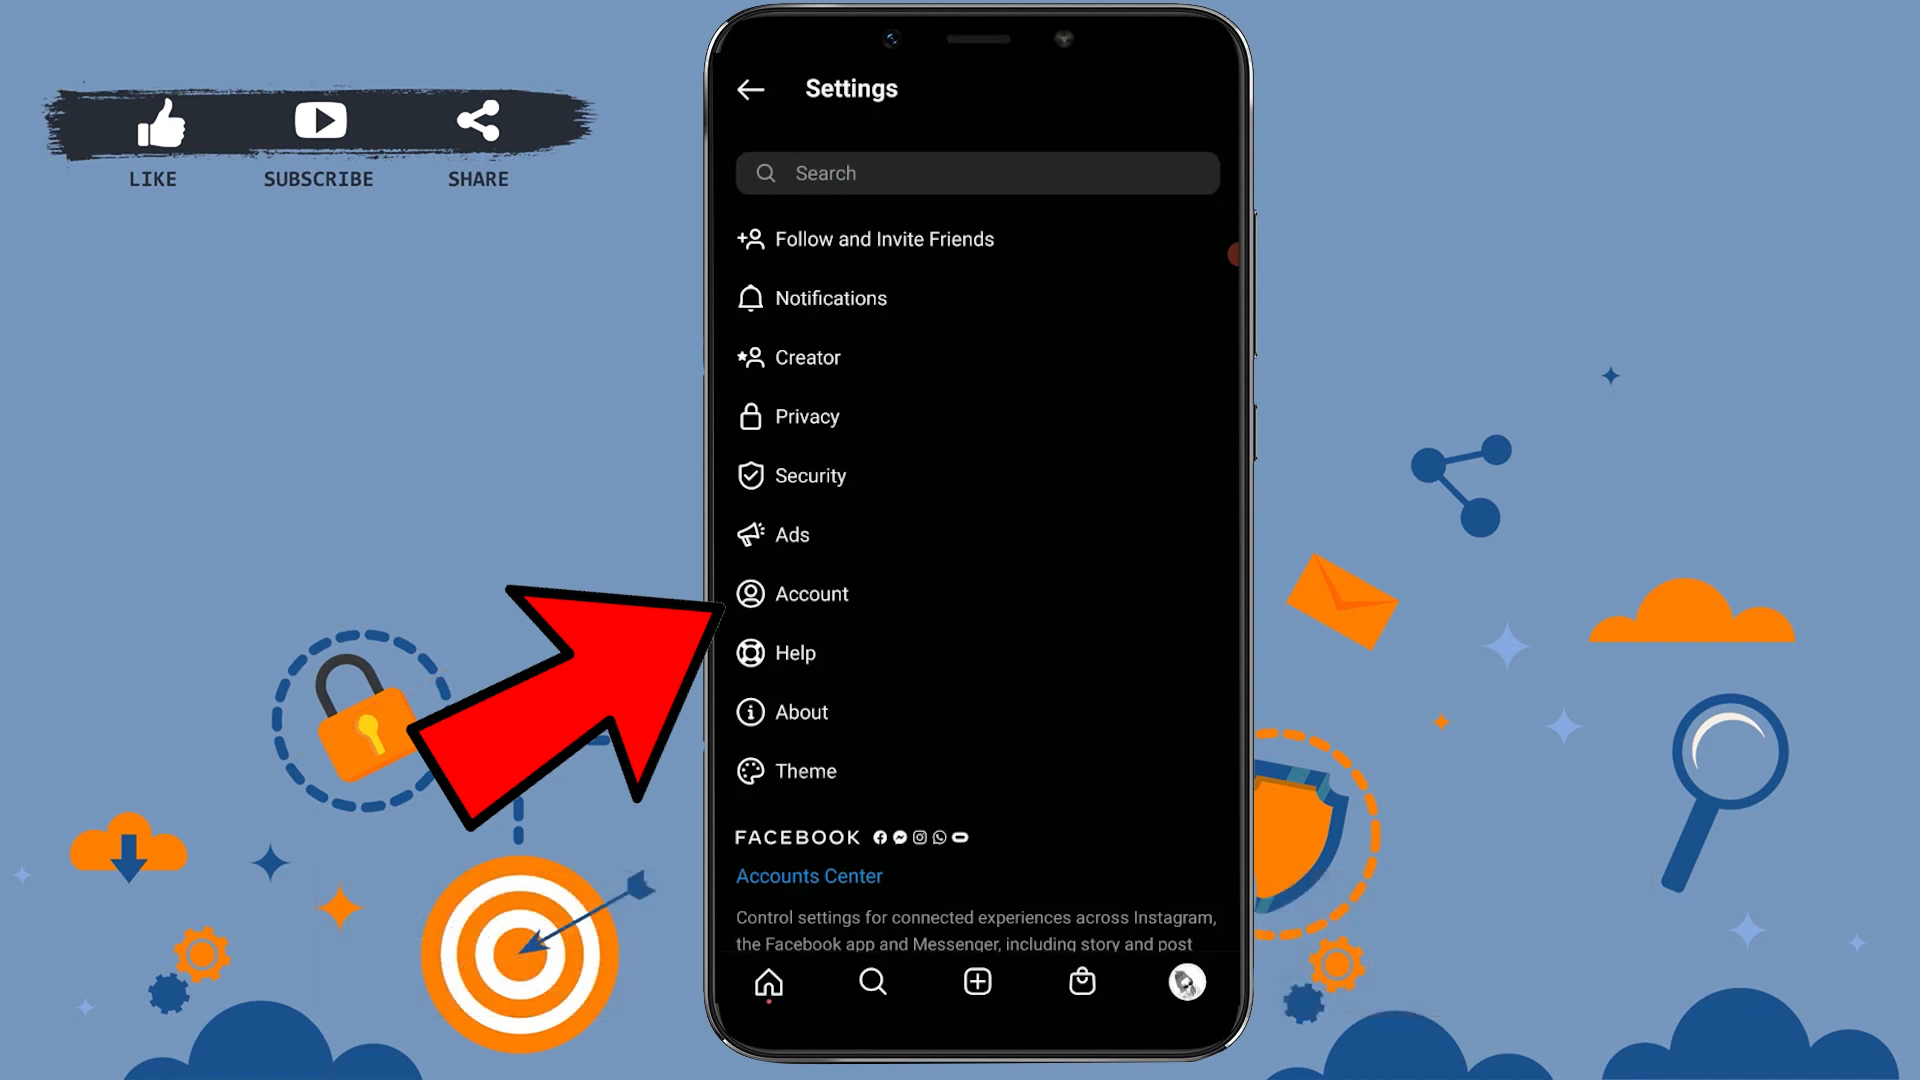 LIKE SUBSCRIBE SHARE
Settings
Search
Follow and Invite Friends
Notifications
Creator
Privacy
Security
Ads
Account
Help
About
Theme
FACEBOOK
Accounts Center
Control settings for connected experiences across Instagram,
the Facebook app and Messenger, including story and post